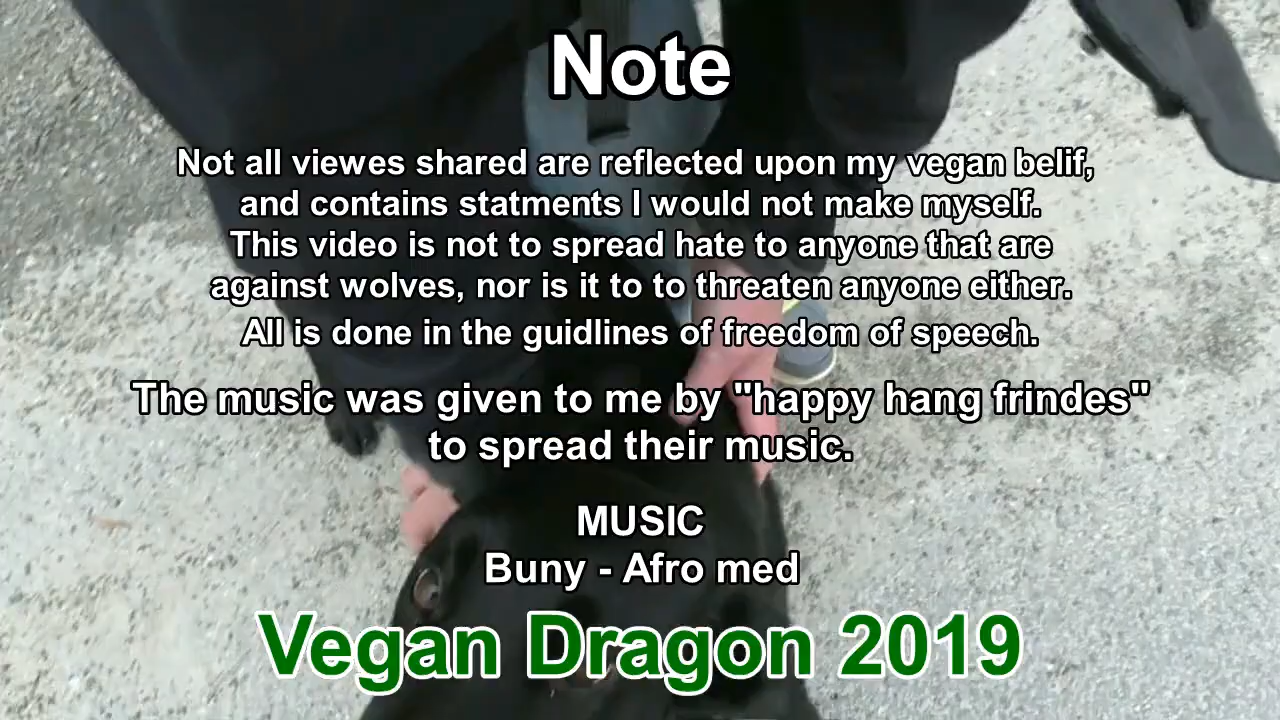 Note
Not all viewes shared are reflected upon my vegan belif,
and contains statments I would not make myself.
This video is not to spread hate to anyone that are
against wolves, nor is it to to threaten anyone either.
All is done in the guidlines of freedom of speech.
The music was given to me by "happy hang frindes"
to spread their music.
MUSIC
Buny - Afro med
Vegan Dragon 2019